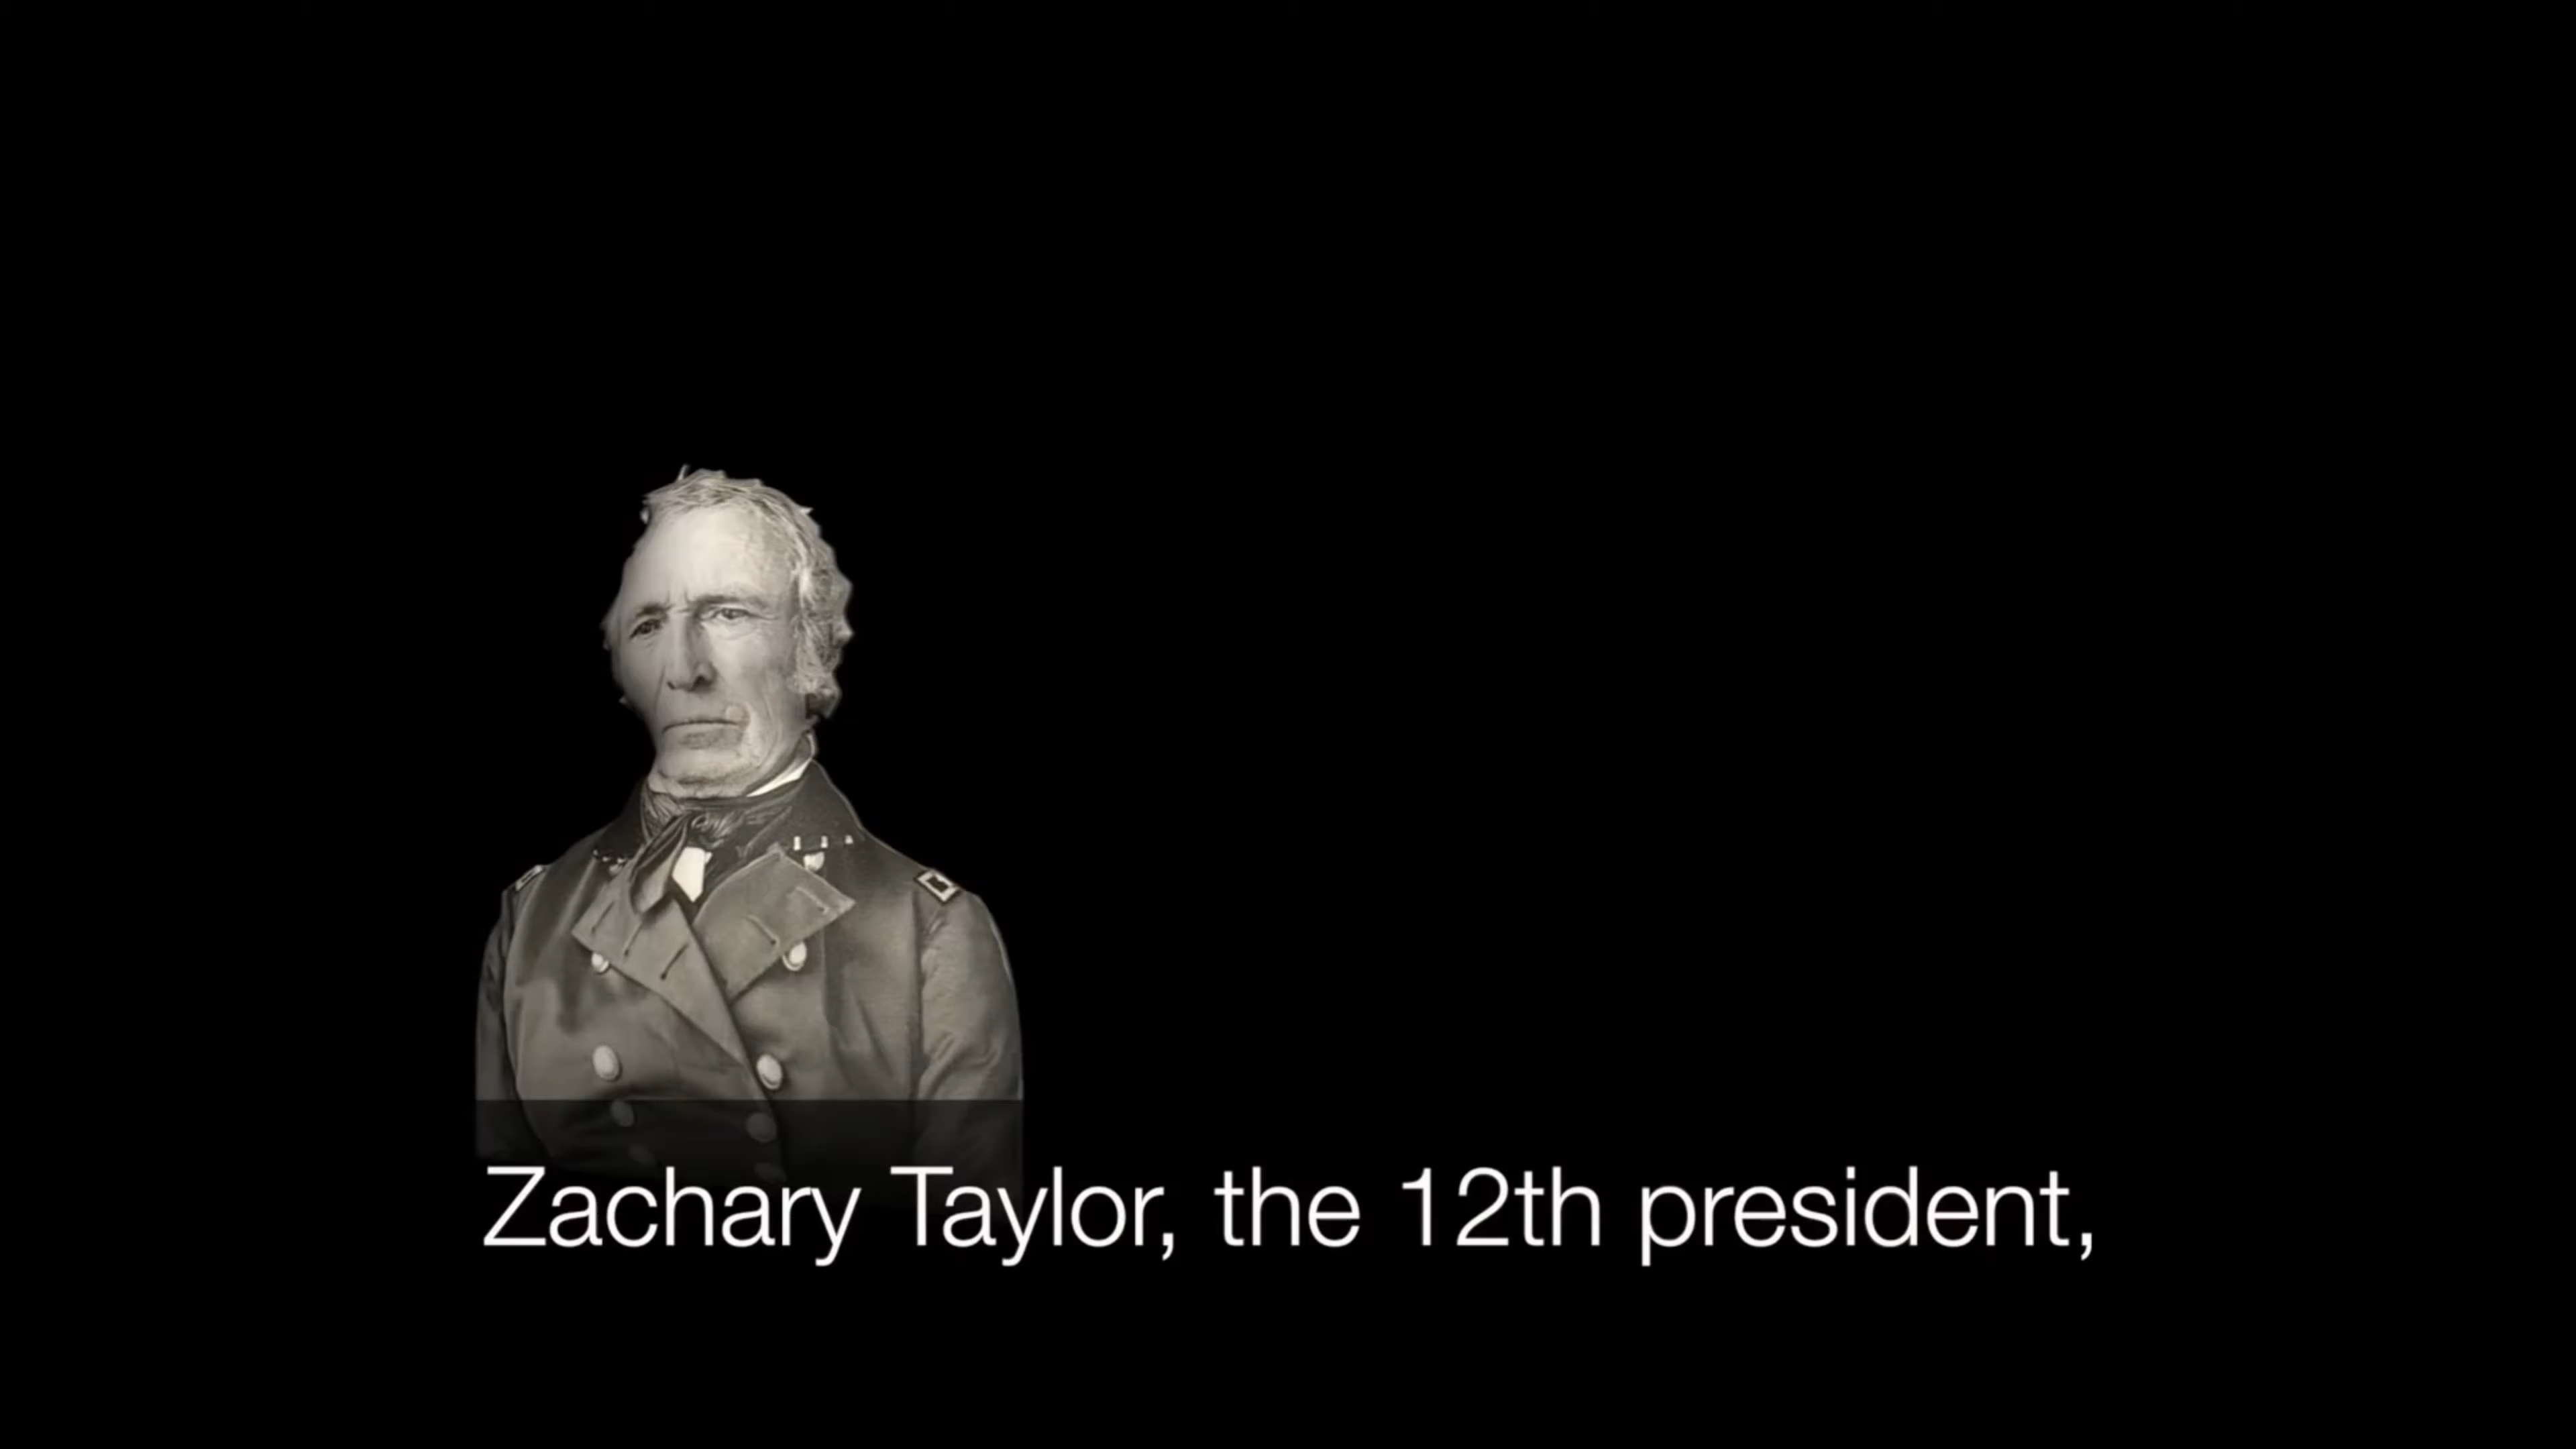 Zachary Taylor, the 12th president,